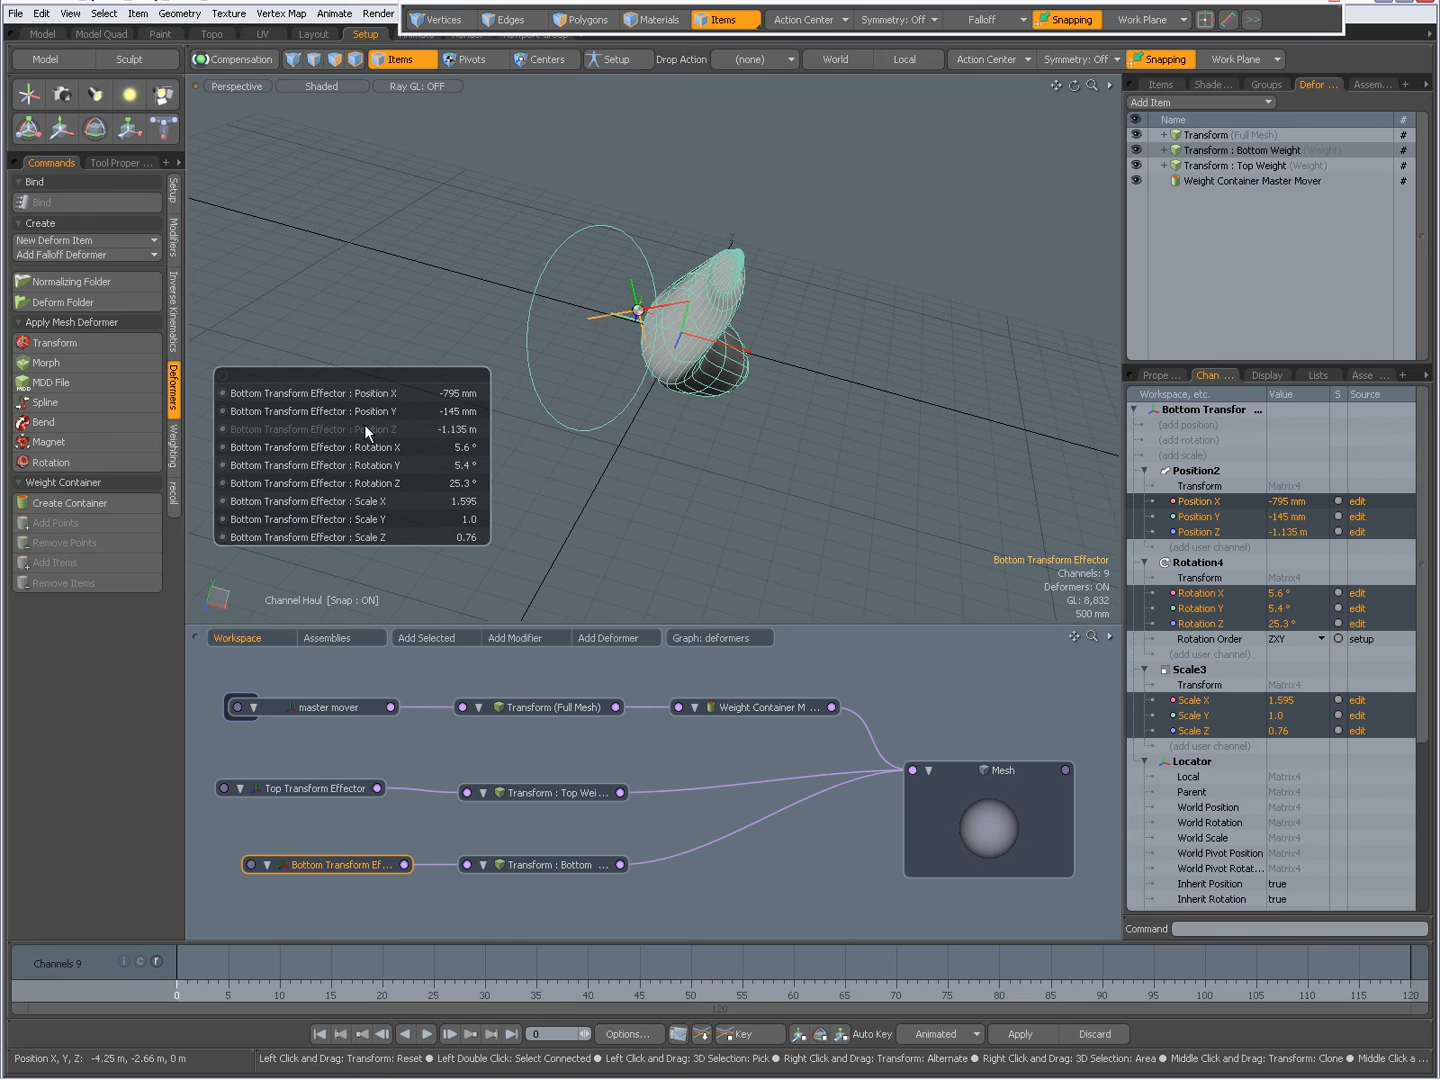 File Edit View Select Item Geometry Texture Vertex Map Animate Render
Vertices Edges Polygons Materials Items Action Center Symmetry: Off Falloff Snapping Work Plane >>
Model Model Quad Paint Topo UV Layout Setup
Model Sculpt Compensation Items Pivots Centers Setup Drop Action (none) World Local Action Center Symmetry: Off Snapping Work Plane
Perspective Shaded Ray GL: OFF
Items Shade ... Groups Defor ... Assem...
Add Item
Name #
Transform (Full Mesh) #
Transform : Bottom Weight (Weight) #
Transform : Top Weight (Weight) #
Weight Container Master Mover #
Commands Tool Proper ...
Bind
Bind
Create
New Deform Item
Add Falloff Deformer
Normalizing Folder
Deform Folder
Apply Mesh Deformer
Transform
Morph
MDD File
Spline
Bend
Magnet
Rotation
Weight Container
Create Container
Add Points
Remove Points
Add Items
Remove Items
Setup
Modifiers
Inverse Kinematics
Deformers
Weighting
recoil
Z
Bottom Transform Effector : Position X -795 mm
Bottom Transform Effector : Position Y -145 mm
Bottom Transform Effector : Position Z -1.135 m
Bottom Transform Effector : Rotation X 5.6 °
Bottom Transform Effector : Rotation Y 5.4 °
Bottom Transform Effector : Rotation Z 25.3 °
Bottom Transform Effector : Scale X 1.595
Bottom Transform Effector : Scale Y 1.0
Bottom Transform Effector : Scale Z 0.76
Channel Haul [Snap : ON]
Bottom Transform Effector
Channels: 9
Deformers: ON
GL: 8,832
500 mm
Prope ... Chan ... Display Lists Asse ...
Workspace, etc. Value S Source
Bottom Transfor ...
(add position)
(add rotation)
(add scale)
Position2
Transform Matrix4
Position X -795 mm edit
Position Y -145 mm edit
Position Z -1.135 m edit
(add user channel)
Rotation4
Transform Matrix4
Rotation X 5.6 ° edit
Rotation Y 5.4 ° edit
Rotation Z 25.3 ° edit
Rotation Order ZXY setup
(add user channel)
Scale3
Transform Matrix4
Scale X 1.595 edit
Scale Y 1.0 edit
Scale Z 0.76 edit
(add user channel)
Locator
Local Matrix4
Parent Matrix4
World Position Matrix4
World Rotation Matrix4
World Scale Matrix4
World Pivot Position Matrix4
World Pivot Rotat... Matrix4
Inherit Position true
Inherit Rotation true
Command
Workspace Assemblies Add Selected Add Modifier Add Deformer Graph: deformers
master mover Transform (Full Mesh) Weight Container M ...
Mesh
Top Transform Effector Transform : Top Wei ...
Bottom Transform Ef... Transform : Bottom ...
Channels 9 i c r
0 5 10 15 20 25 30 35 40 45 50 55 60 65 70 75 80 85 90 95 100 105 110 115 120
120
0 Options... Key Auto Key Animated Apply Discard
Position X, Y, Z: -4.25 m, -2.66 m, 0 m Left Click and Drag: Transform: Reset ● Left Double Click: Select Connected ● Left Click and Drag: 3D Selection: Pick ● Right Click and Drag: Transform: Alternate ● Right Click and Drag: 3D Selection: Area ● Middle Click and Drag: Transform: Clone ● Middle Click a ...